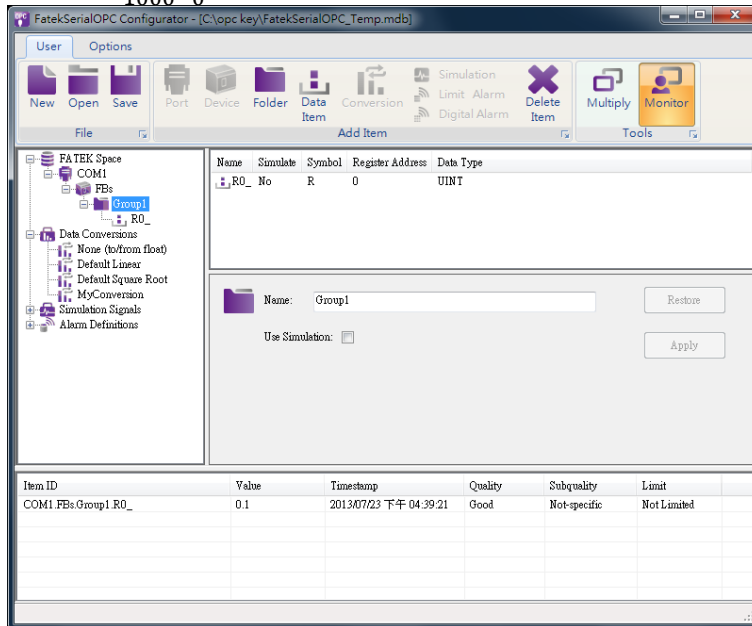 1000 0
FatekSerialOPC Configurator - [C:\opc key\FatekSerialOPC_Temp.mdb]
User Options
New Open Save Port Device Folder Data Item Conversion Simulation Limit Alarm Digital Alarm Delete Item Multiply Monitor
File Add Item Tools
FATEK Space
COM1
FBs
Group1
R0_
Data Conversions
None (to/from float)
Default Linear
Default Square Root
MyConversion
Simulation Signals
Alarm Definitions
Name Simulate Symbol Register Address Data Type
R0_ No R 0 UINT
Name: Group1 Restore
Use Simulation: Apply
Item ID Value Timestamp Quality Subquality Limit
COM1.FBs.Group1.R0_ 0.1 2013/07/23 下午 04:39:21 Good Not-specific Not Limited